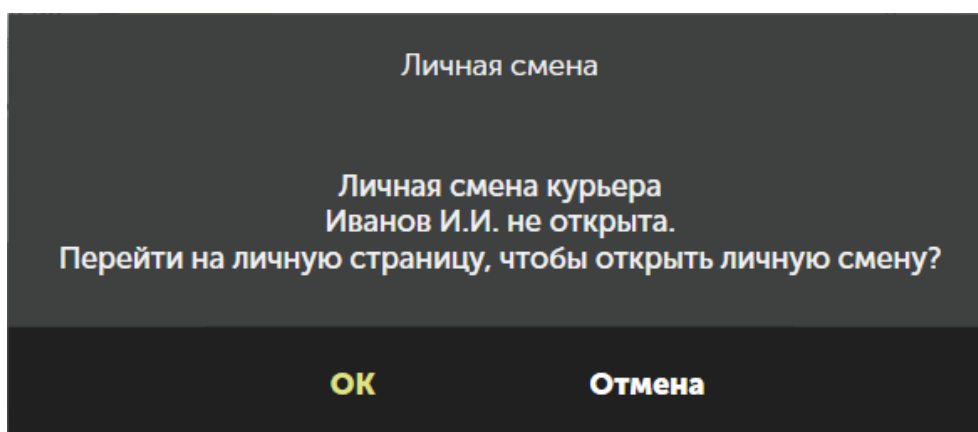 Личная смена
Личная смена курьера
Иванов И.И. не открыта.
Перейти на личную страницу, чтобы открыть личную смену?
ОК
Отмена